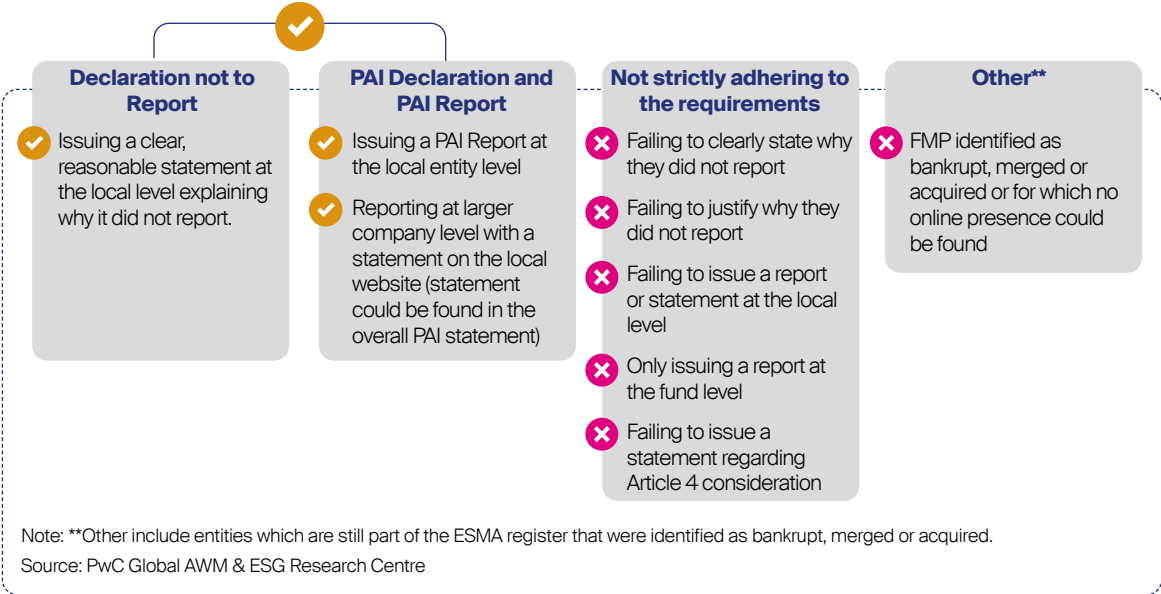 Declaration not to
Report
Issuing a clear,
reasonable statement at
the local level explaining
why it did not report.
PAI Declaration and
PAI Report
Issuing a PAI Report at
the local entity level
Reporting at larger
company level with a
statement on the local
website (statement
could be found in the
overall PAI statement)
Not strictly adhering to
the requirements
Failing to clearly state why
they did not report
Failing to justify why they
did not report
Failing to issue a report
or statement at the local
level
Only issuing a report at
the fund level
Failing to issue a
statement regarding
Article 4 consideration
Other**
FMP identified as
bankrupt, merged or
acquired or for which no
online presence could
be found
Note: **Other include entities which are still part of the ESMA register that were identified as bankrupt, merged or acquired.
Source: PwC Global AWM & ESG Research Centre